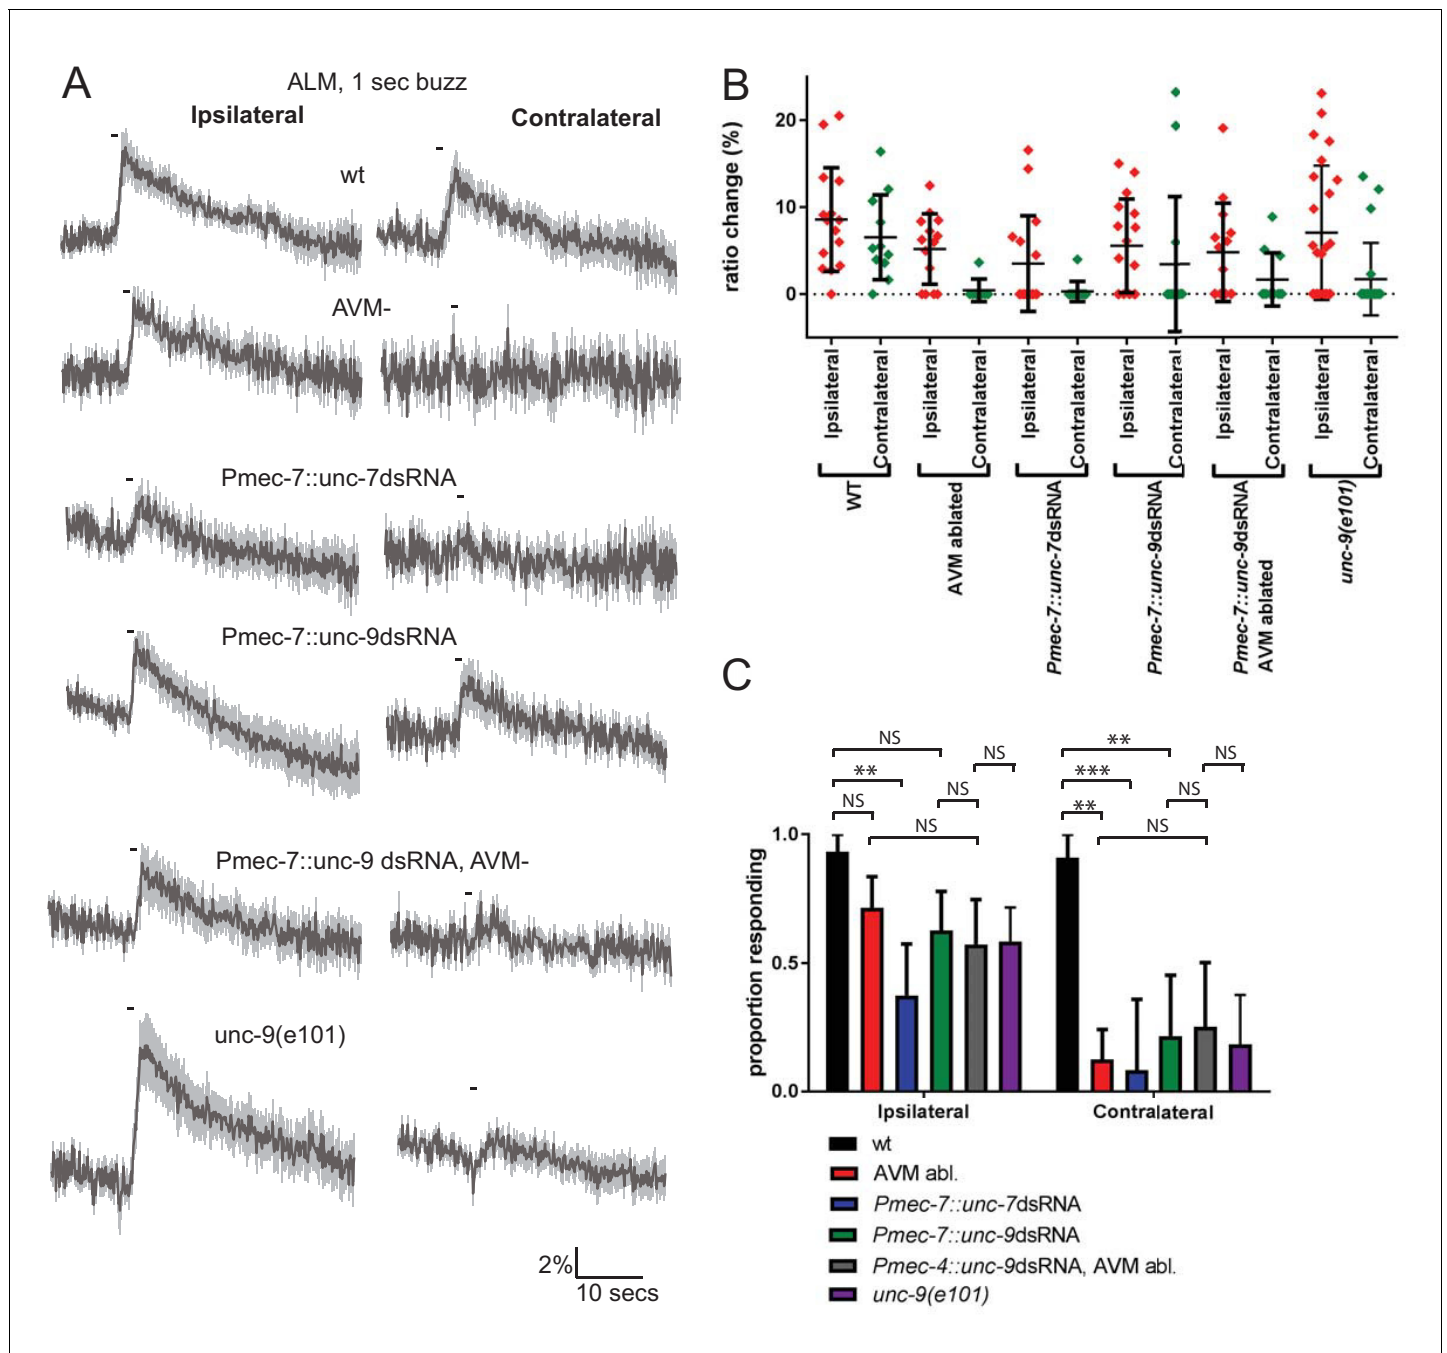 A
ALM, 1 sec buzz
Ipsilateral
Contralateral
wt
AVM-
Pmec-7::unc-7dsRNA
Pmec-7::unc-9dsRNA
Pmec-7::unc-9 dsRNA, AVM-
unc-9(e101)
2%
10 secs
B
ratio change (%)
20
10
0
Ipsilateral
Contralateral
Ipsilateral
Contralateral
Ipsilateral
Contralateral
Ipsilateral
Contralateral
Ipsilateral
Contralateral
Ipsilateral
Contralateral
WT
AVM ablated
Pmec-7::unc-7dsRNA
Pmec-7::unc-9dsRNA
Pmec-7::unc-9dsRNA
AVM ablated
unc-9(e101)
C
NS
NS
**
NS
NS
NS
**
NS
***
NS
**
NS
proportion responding
1.0
0.5
0.0
Ipsilateral
Contralateral
wt
AVM abl.
Pmec-7::unc-7dsRNA
Pmec-7::unc-9dsRNA
Pmec-4::unc-9dsRNA, AVM abl.
unc-9(e101)